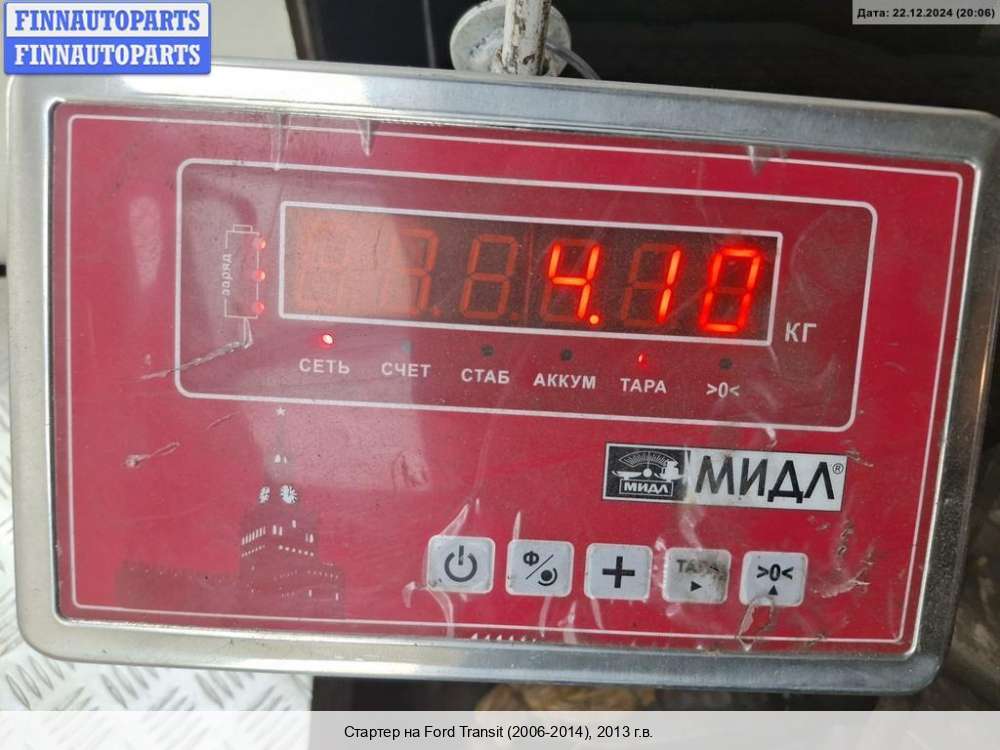 FINNAUTOPARTS
FINNAUTOPARTS
Дата: 22.12.2024 (20:06)
заряд
4.10
КГ
СЕТЬ СЧЕТ СТАБ АККУМ ТАРА >0<
МИДЛ МИДЛ®
Ф ТАРА >0<
Стартер на Ford Transit (2006-2014), 2013 г.в.